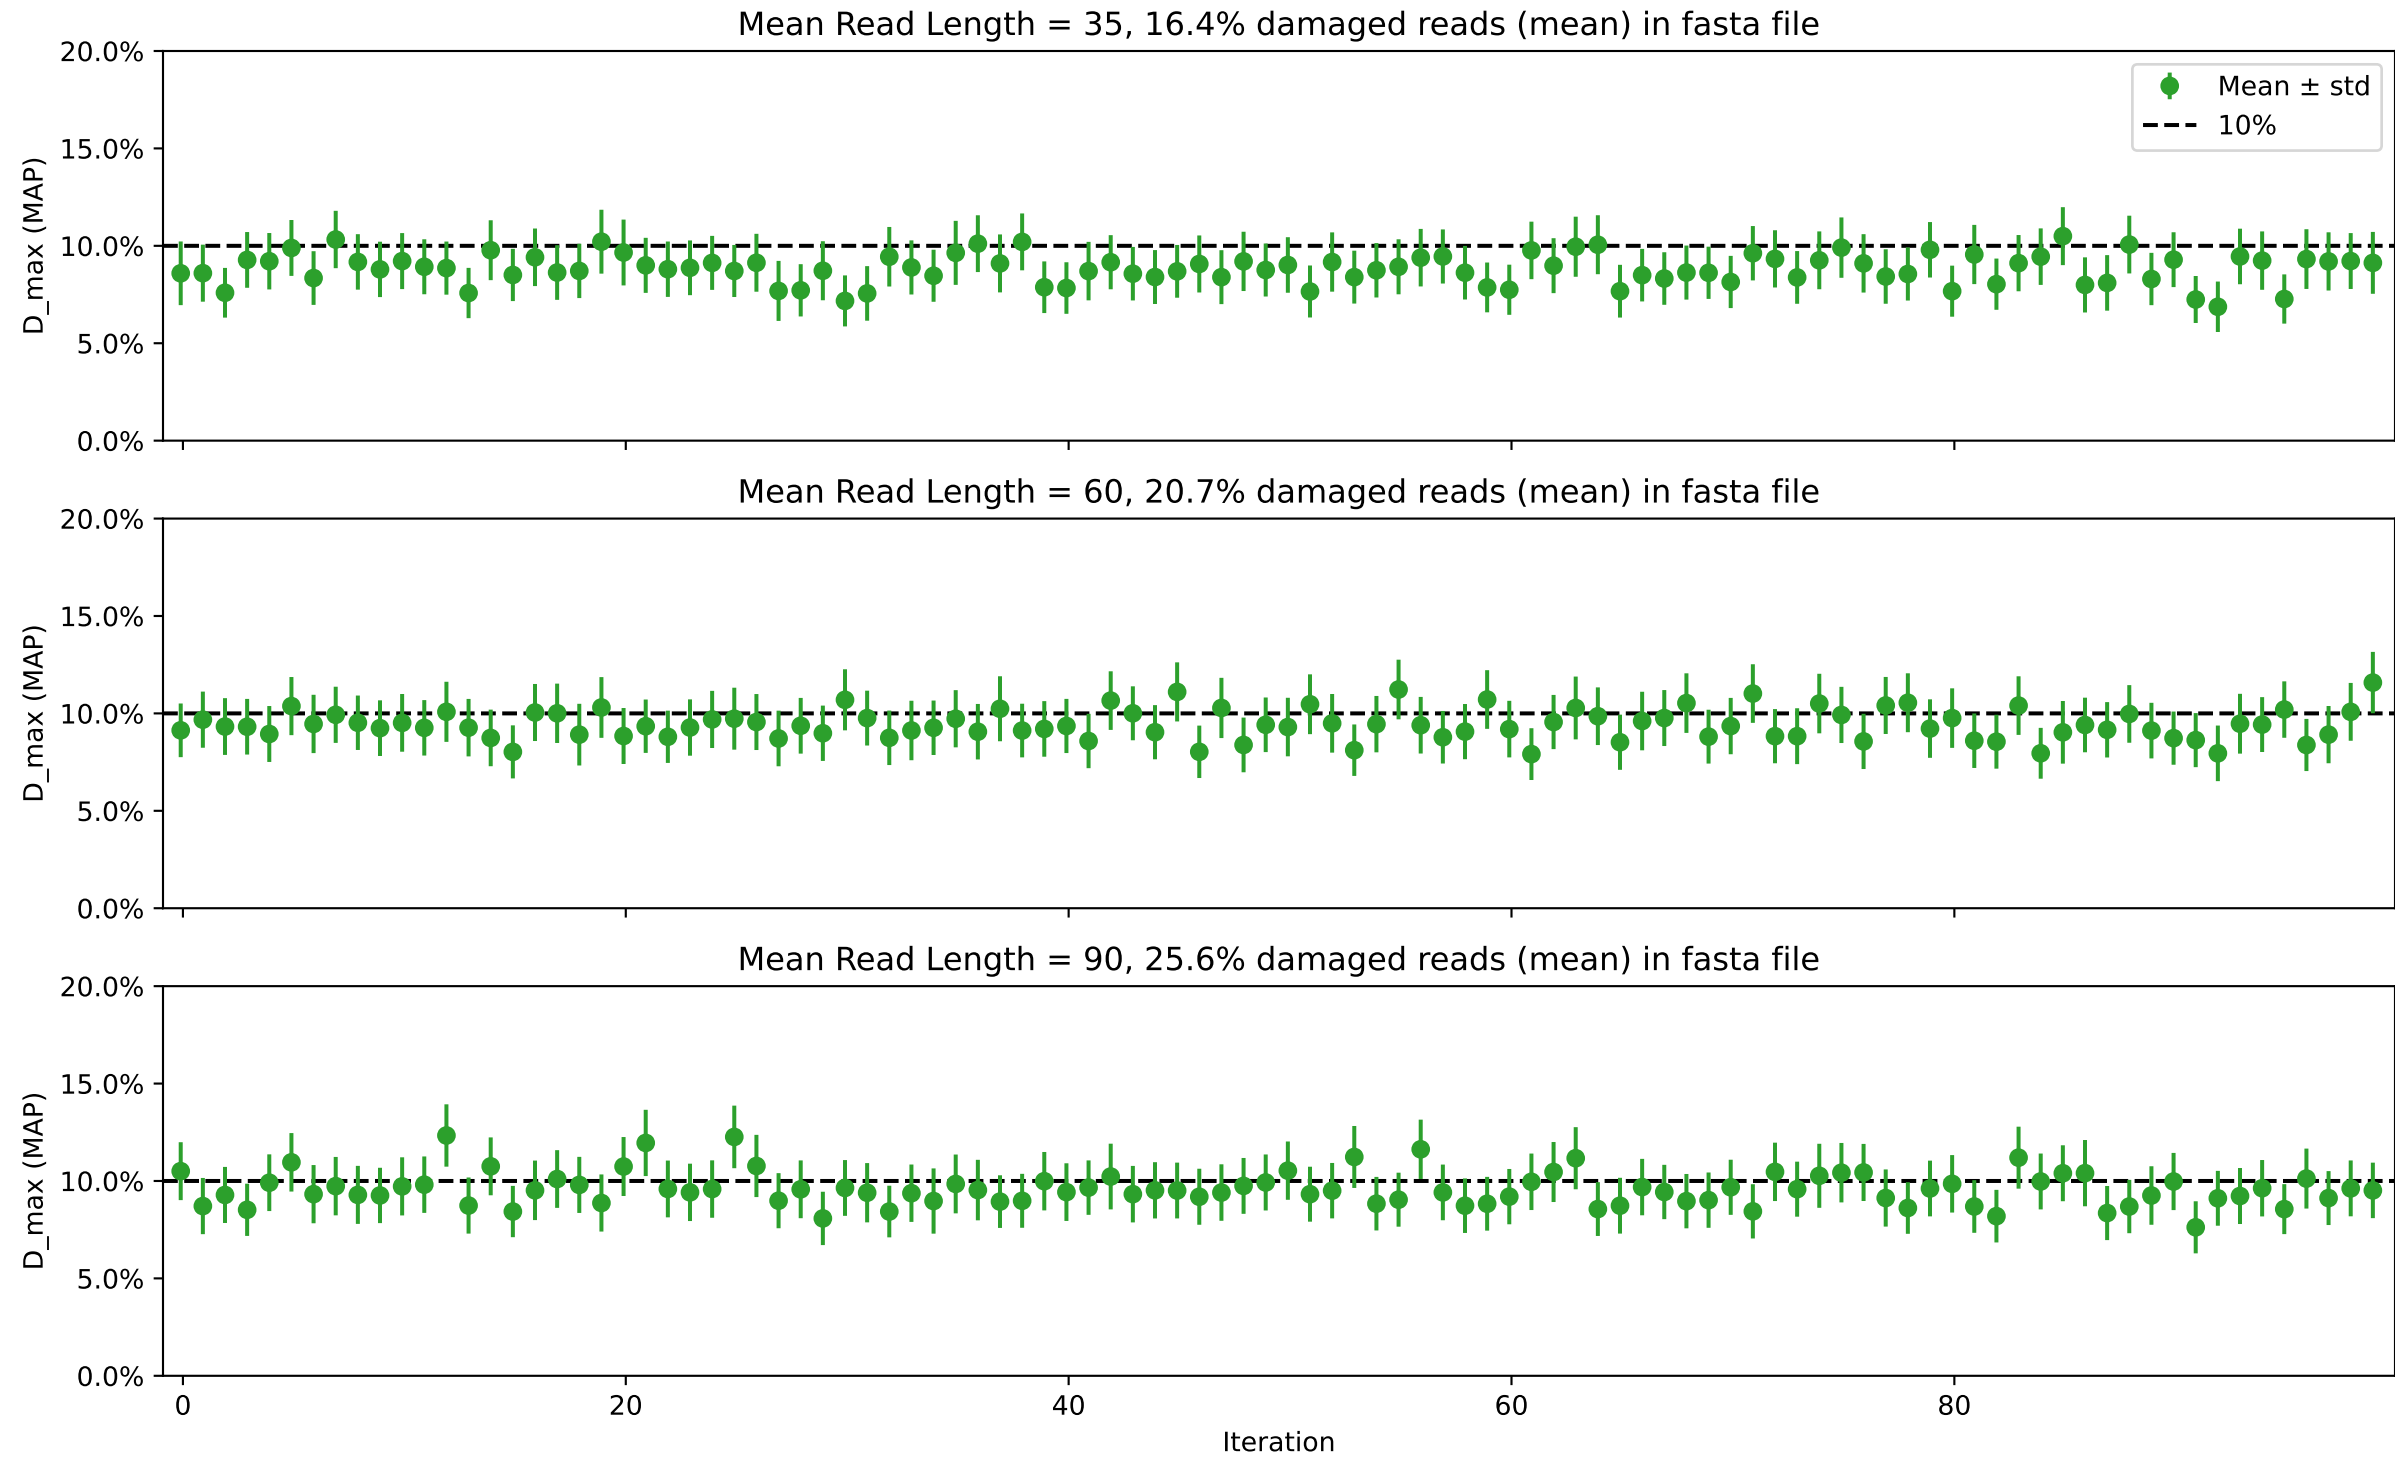 Mean Read Length = 35, 16.4% damaged reads (mean) in fasta file
20.0%
15.0%
10.0%
5.0%
0.0%
D_max (MAP)
Mean ± std
10%
Mean Read Length = 60, 20.7% damaged reads (mean) in fasta file
20.0%
15.0%
10.0%
5.0%
0.0%
D_max (MAP)
Mean Read Length = 90, 25.6% damaged reads (mean) in fasta file
20.0%
15.0%
10.0%
5.0%
0.0%
D_max (MAP)
0 20 40 60 80
Iteration